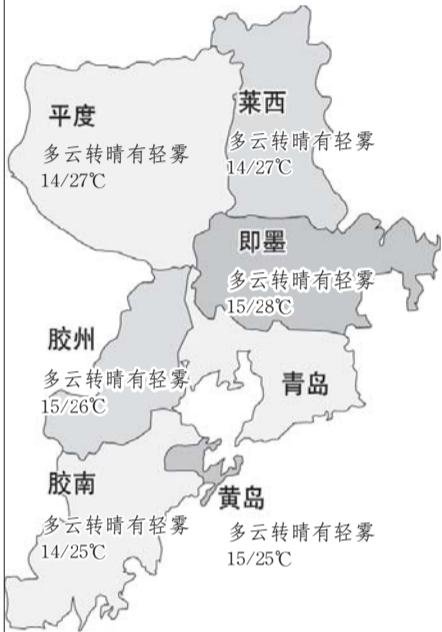 平度
多云转晴有轻雾
14/27℃
莱西
多云转晴有轻雾
14/27℃
即墨
多云转晴有轻雾
15/28℃
胶州
多云转晴有轻雾
15/26℃
青岛
胶南
多云转晴有轻雾
14/25℃
黄岛
多云转晴有轻雾
15/25℃